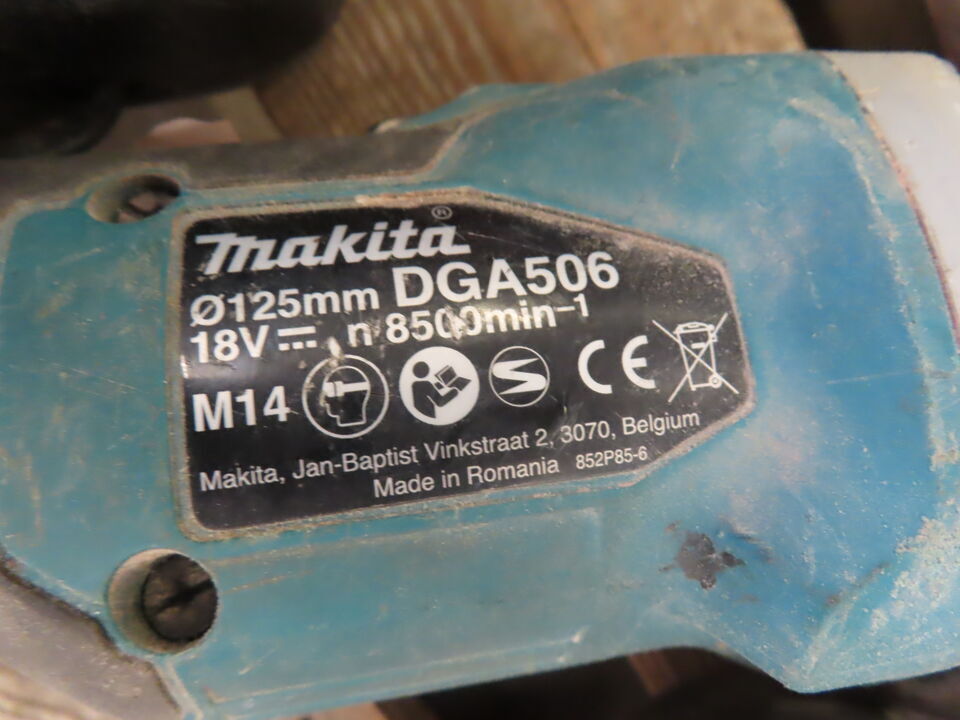 makita®
Ø125mm DGA506
18V⎓ n 8500min⁻¹
M14
CE
Makita, Jan-Baptist Vinkstraat 2, 3070, Belgium
Made in Romania 852P85-6